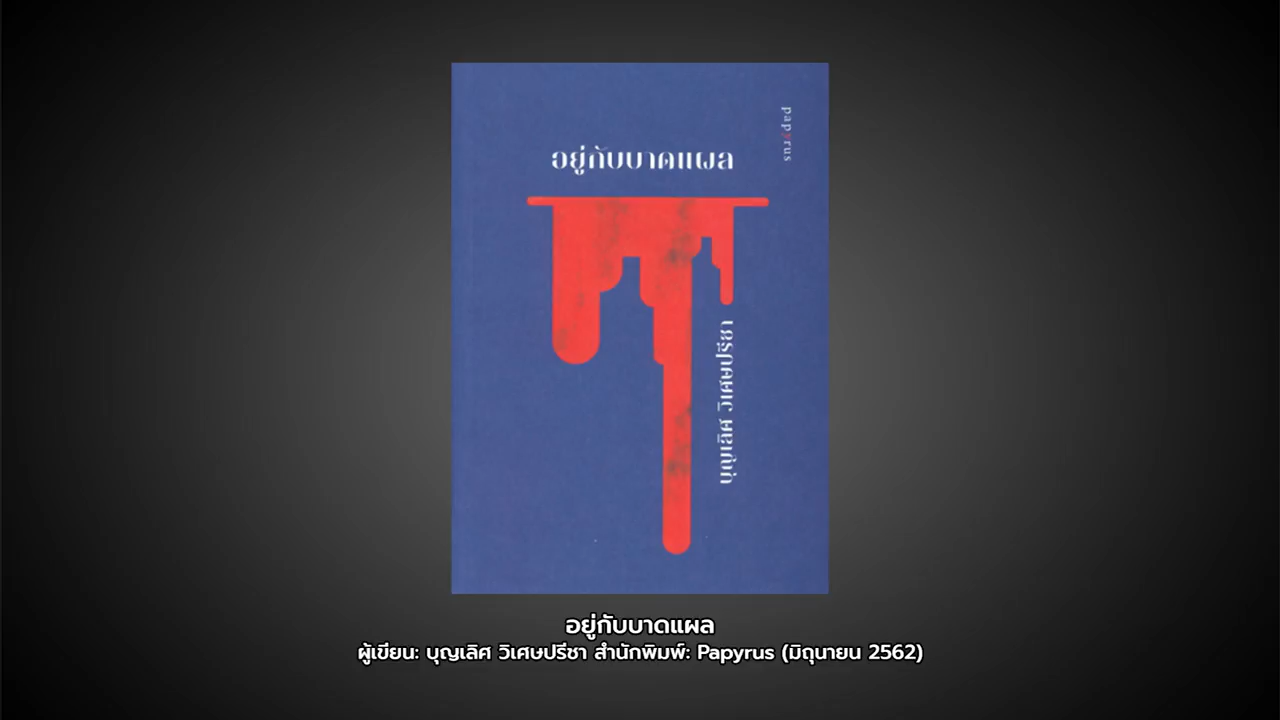 papyrus
อยู่กับบาดแผล
บุญเลิศ วิเศษปรีชา
อยู่กับบาดแผล
ผู้เขียน: บุญเลิศ วิเศษปรีชา สำนักพิมพ์: Papyrus (มิถุนายน 2562)